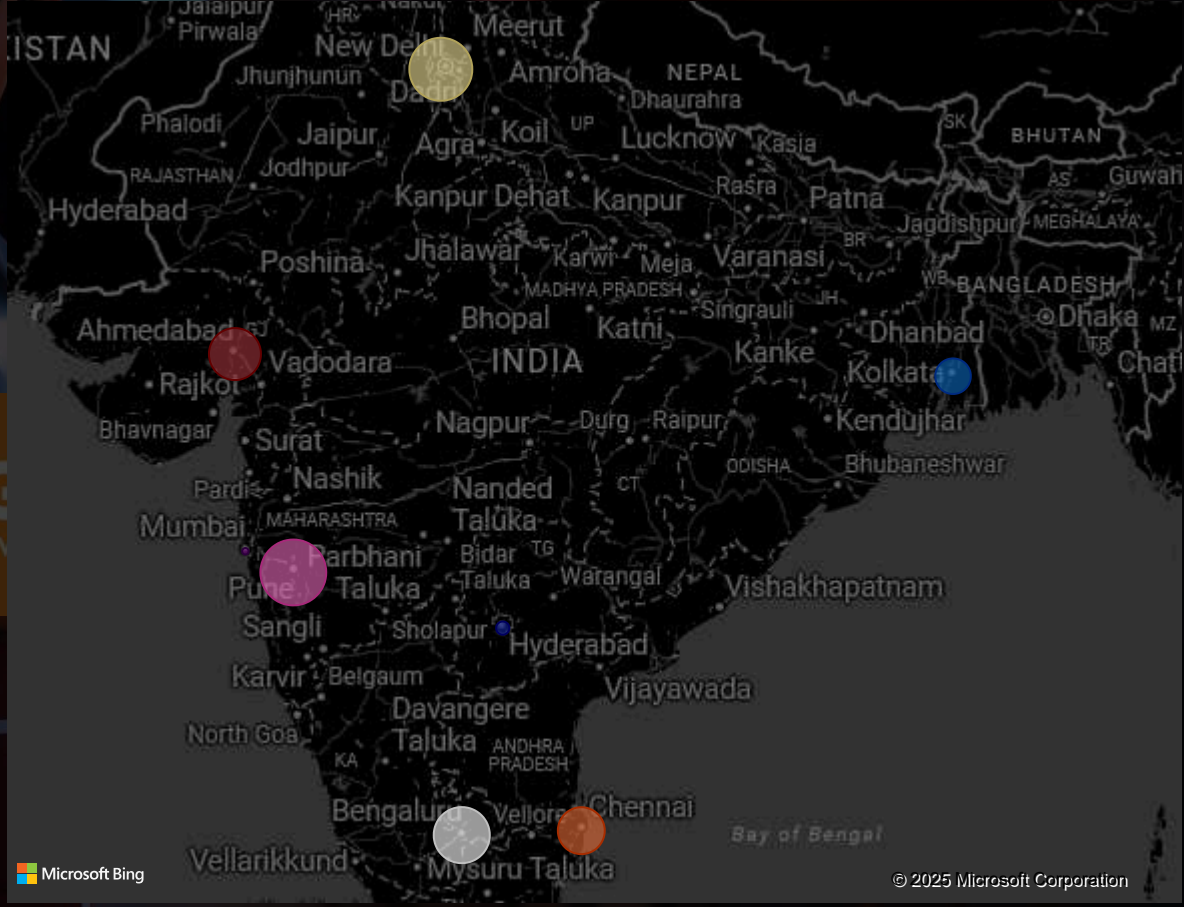 Jalalpur
Pirwala
HR
Nakur
Meerut
ISTAN
New Delhi
Jhunjhunun
Amroha
NEPAL
Dadri
Dhaurahra
Phalodi
Jaipur
Agra
Koil
UP
Lucknow
Kasia
SK
BHUTAN
RAJASTHAN
Jodhpur
AS
Guwah
Kanpur Dehat
Kanpur
Rasra
Patna
Hyderabad
Jagdishpur
MEGHALAYA
Poshina
Jhalawar
Karwi
Meja
Varanasi
BR
WB
BANGLADESH
MADHYA PRADESH
Singrauli
JH
Ahmedabad
GJ
Bhopal
Katni
Dhanbad
Dhaka
MZ
Vadodara
INDIA
Kanke
TR
Chatt
Rajkot
Kolkata
Bhavnagar
Surat
Nagpur
Durg
Raipur
Kendujhar
Nashik
ODISHA
Bhubaneshwar
Pardi
Nanded
Taluka
CT
Mumbai
MAHARASHTRA
Parbhani
Taluka
Bidar
Taluka
TG
Warangal
Pune
Vishakhapatnam
Sangli
Sholapur
Hyderabad
Karvir
Belgaum
Vijayawada
North Goa
Davangere
Taluka
KA
ANDHRA
PRADESH
Bengaluru
Vellore
Chennai
Bay of Bengal
Vellarikkund
Mysuru Taluka
Microsoft Bing
© 2025 Microsoft Corporation